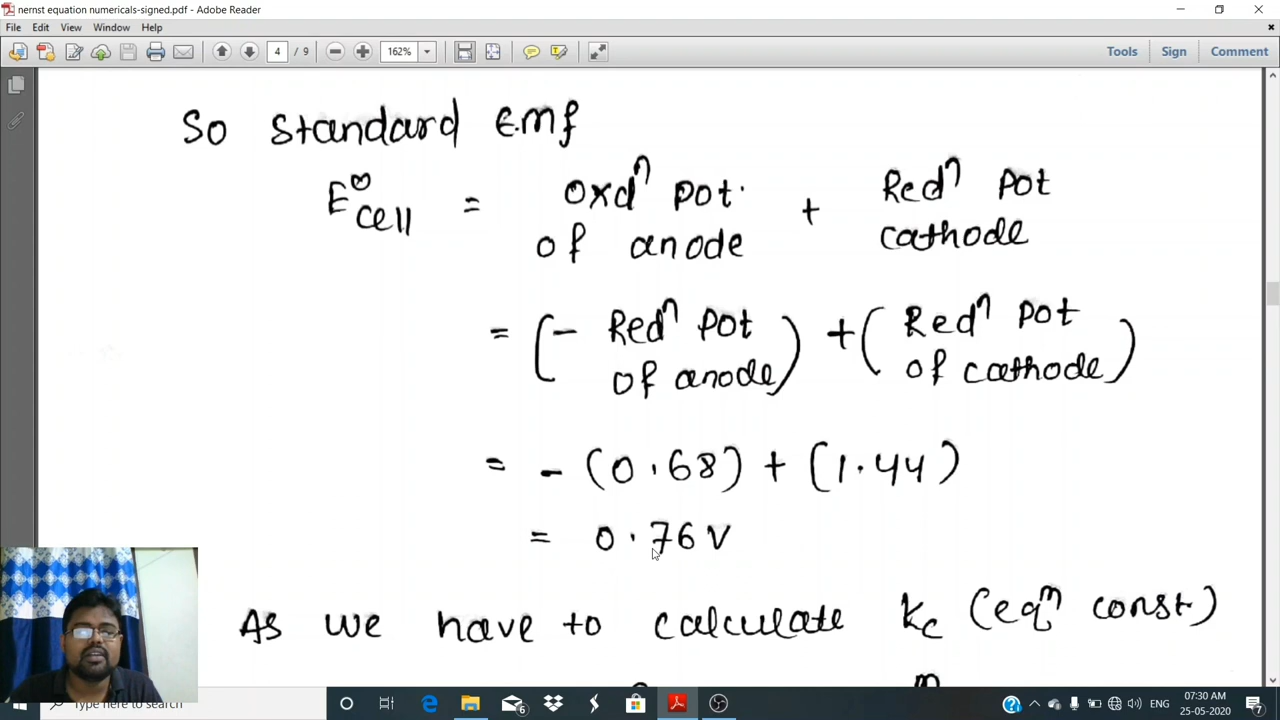 nernst equation numericals-signed.pdf - Adobe Reader
File Edit View Window Help
4 / 9 162% Tools Sign Comment
So standard Emf
E°cell = oxdⁿ pot. of anode + Redⁿ pot cathode
= (- Redⁿ pot of anode) + (Redⁿ pot of cathode)
= - (0.68) + (1.44)
= 0.76 V
As we have to calculate kc (eqⁿ const)
Type here to search
6
ENG
07:30 AM
25-05-2020
7